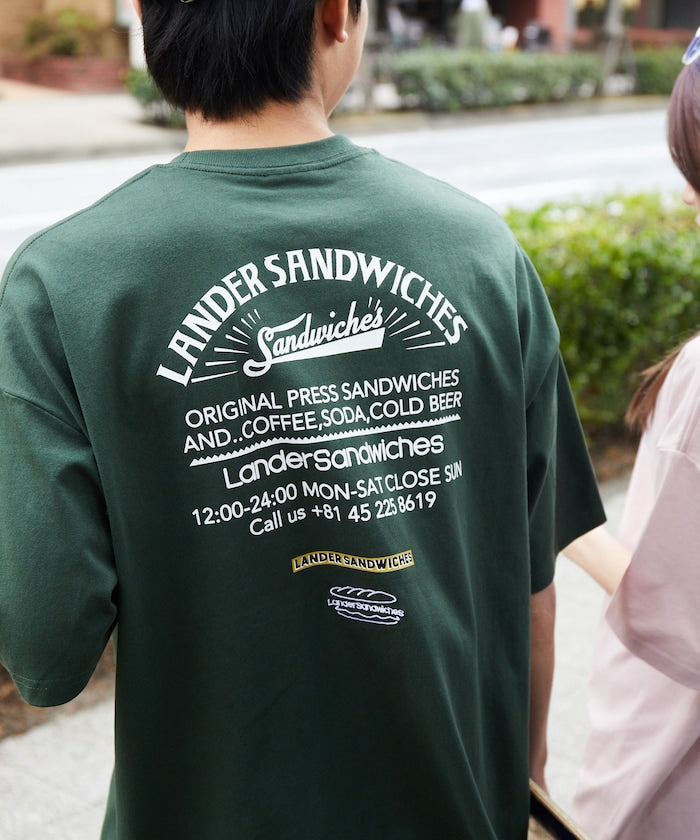 LANDER SANDWICHES
Sandwiches
ORIGINAL PRESS SANDWICHES
AND..COFFEE,SODA,COLD BEER
LanderSandwiches
12:00-24:00 MON-SAT CLOSE SUN
Call us +81 45 225 8619
LANDER SANDWICHES
LanderSandwiches